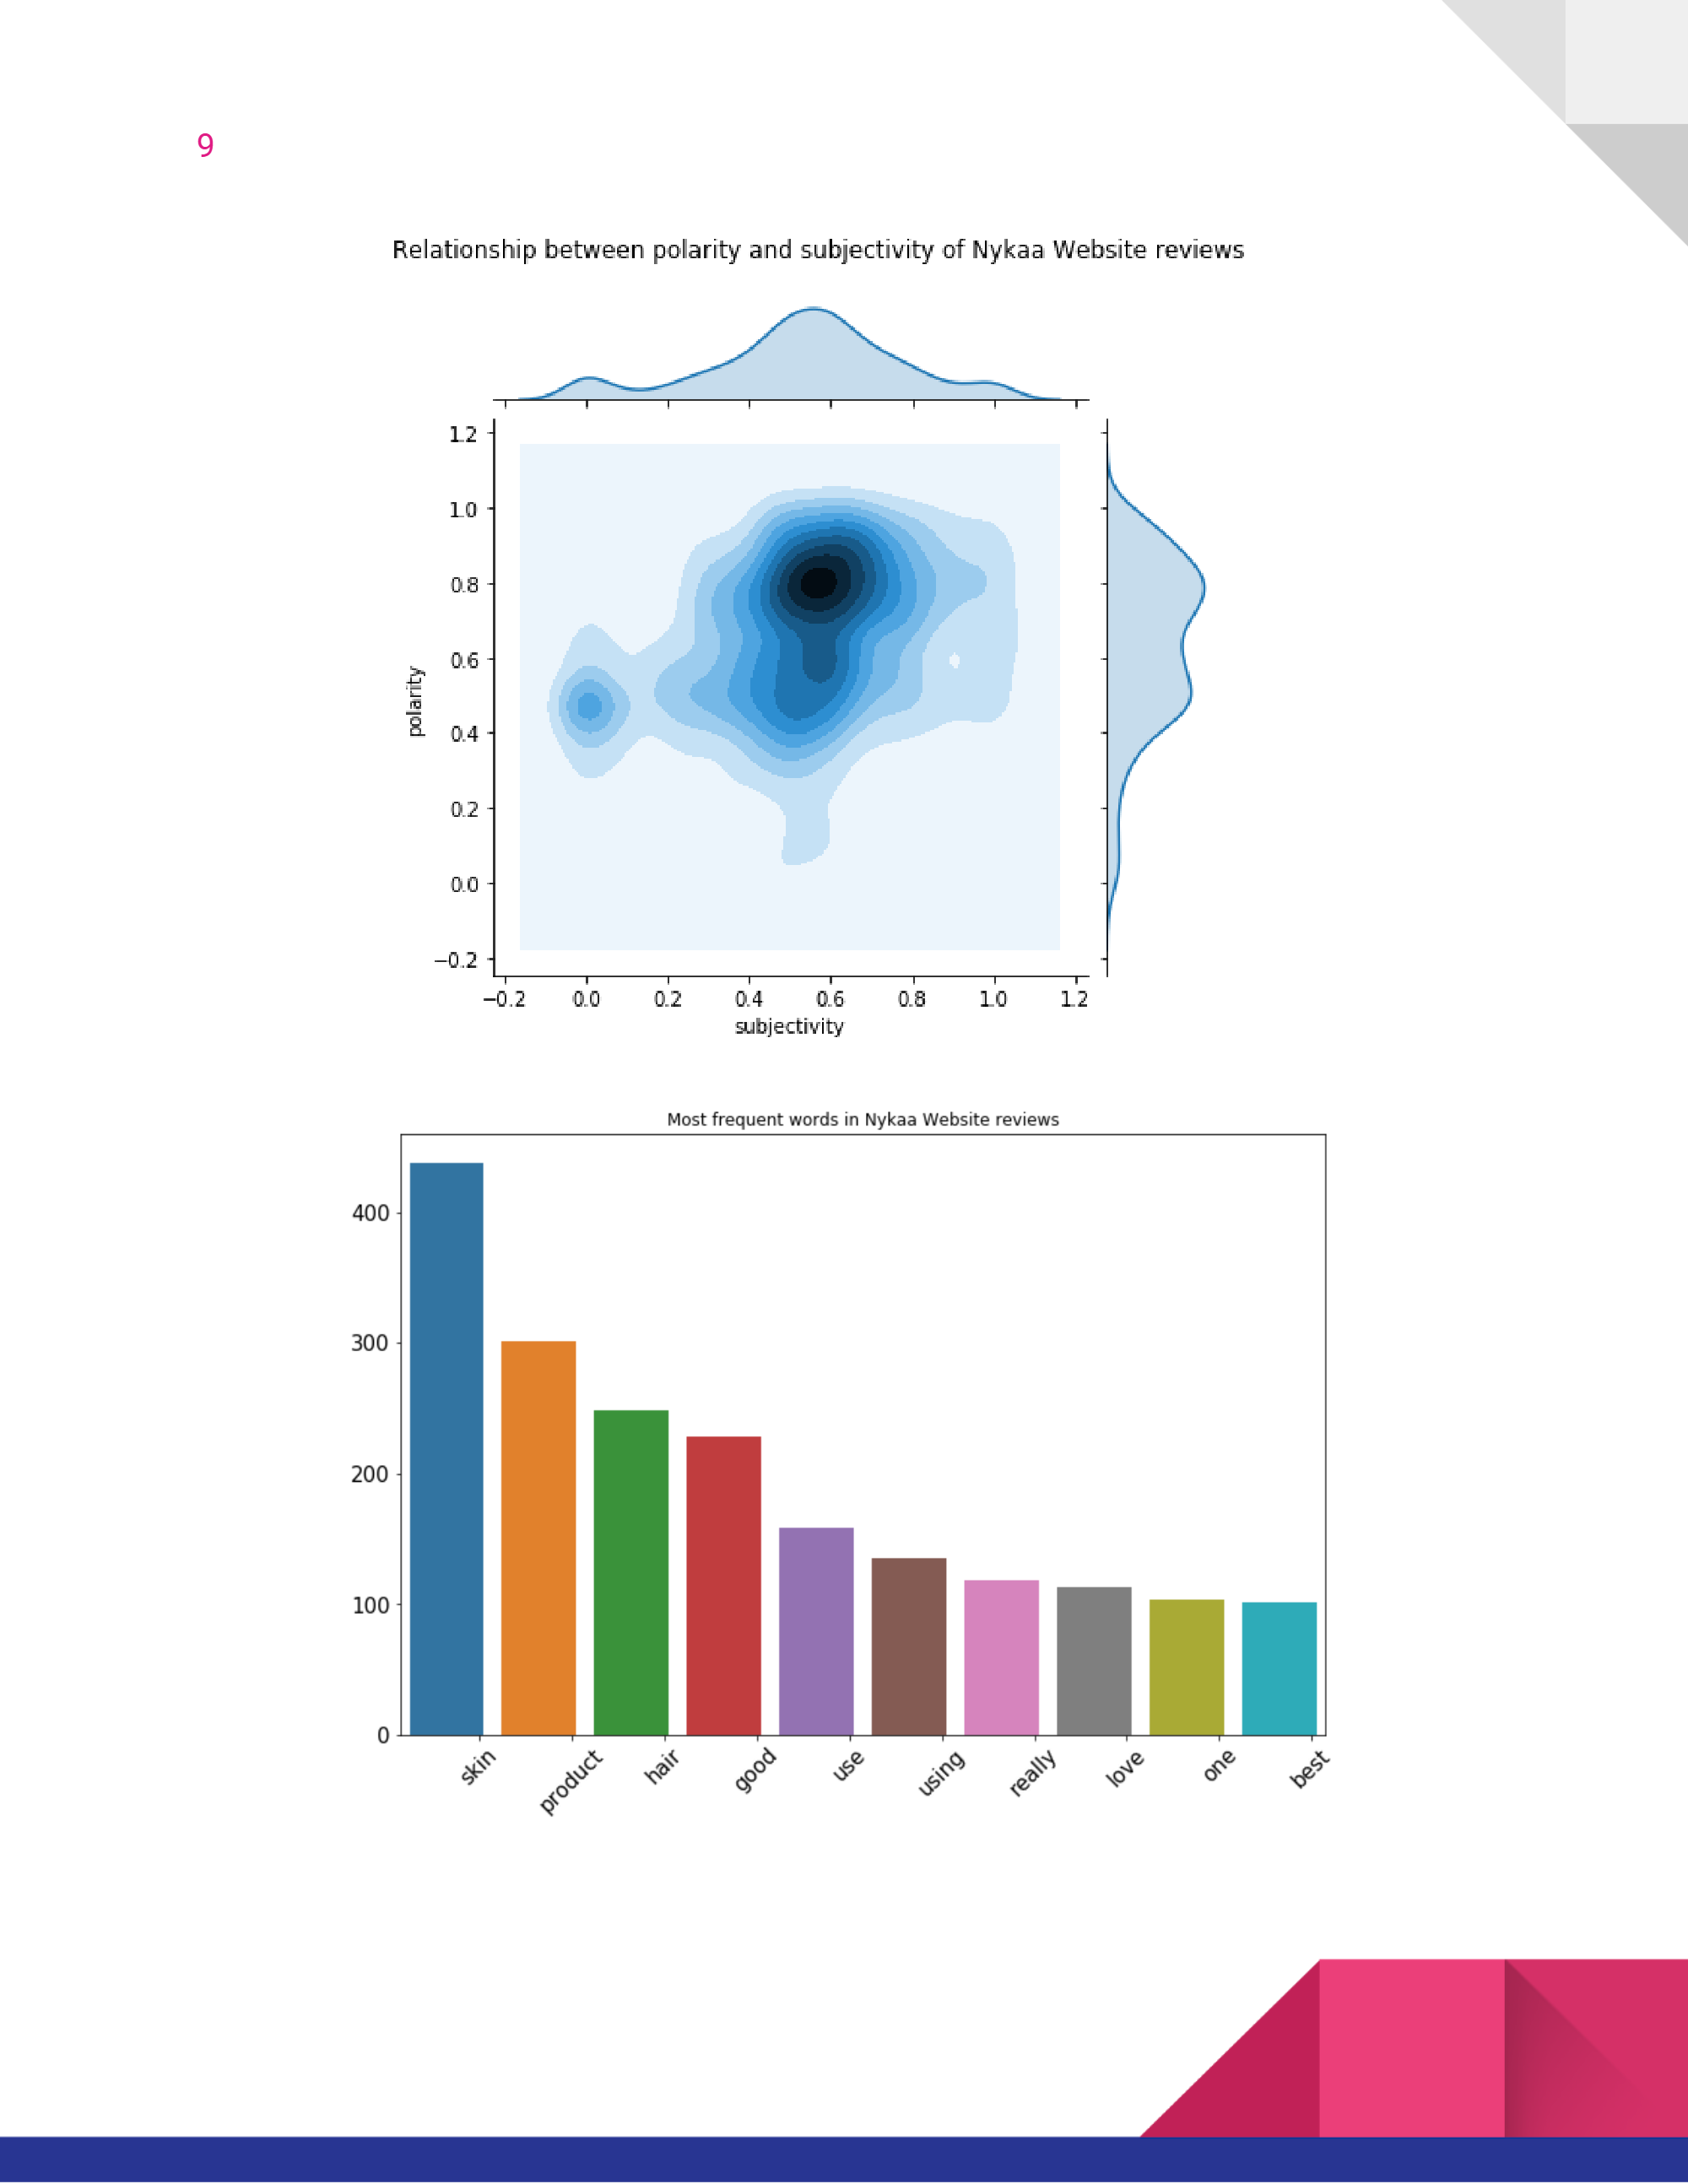 9
Relationship between polarity and subjectivity of Nykaa Website reviews
1.2
1.0
0.8
0.6
0.4
0.2
0.0
−0.2
polarity
−0.2 0.0 0.2 0.4 0.6 0.8 1.0 1.2
subjectivity
Most frequent words in Nykaa Website reviews
400
300
200
100
0
skin product hair good use using really love one best